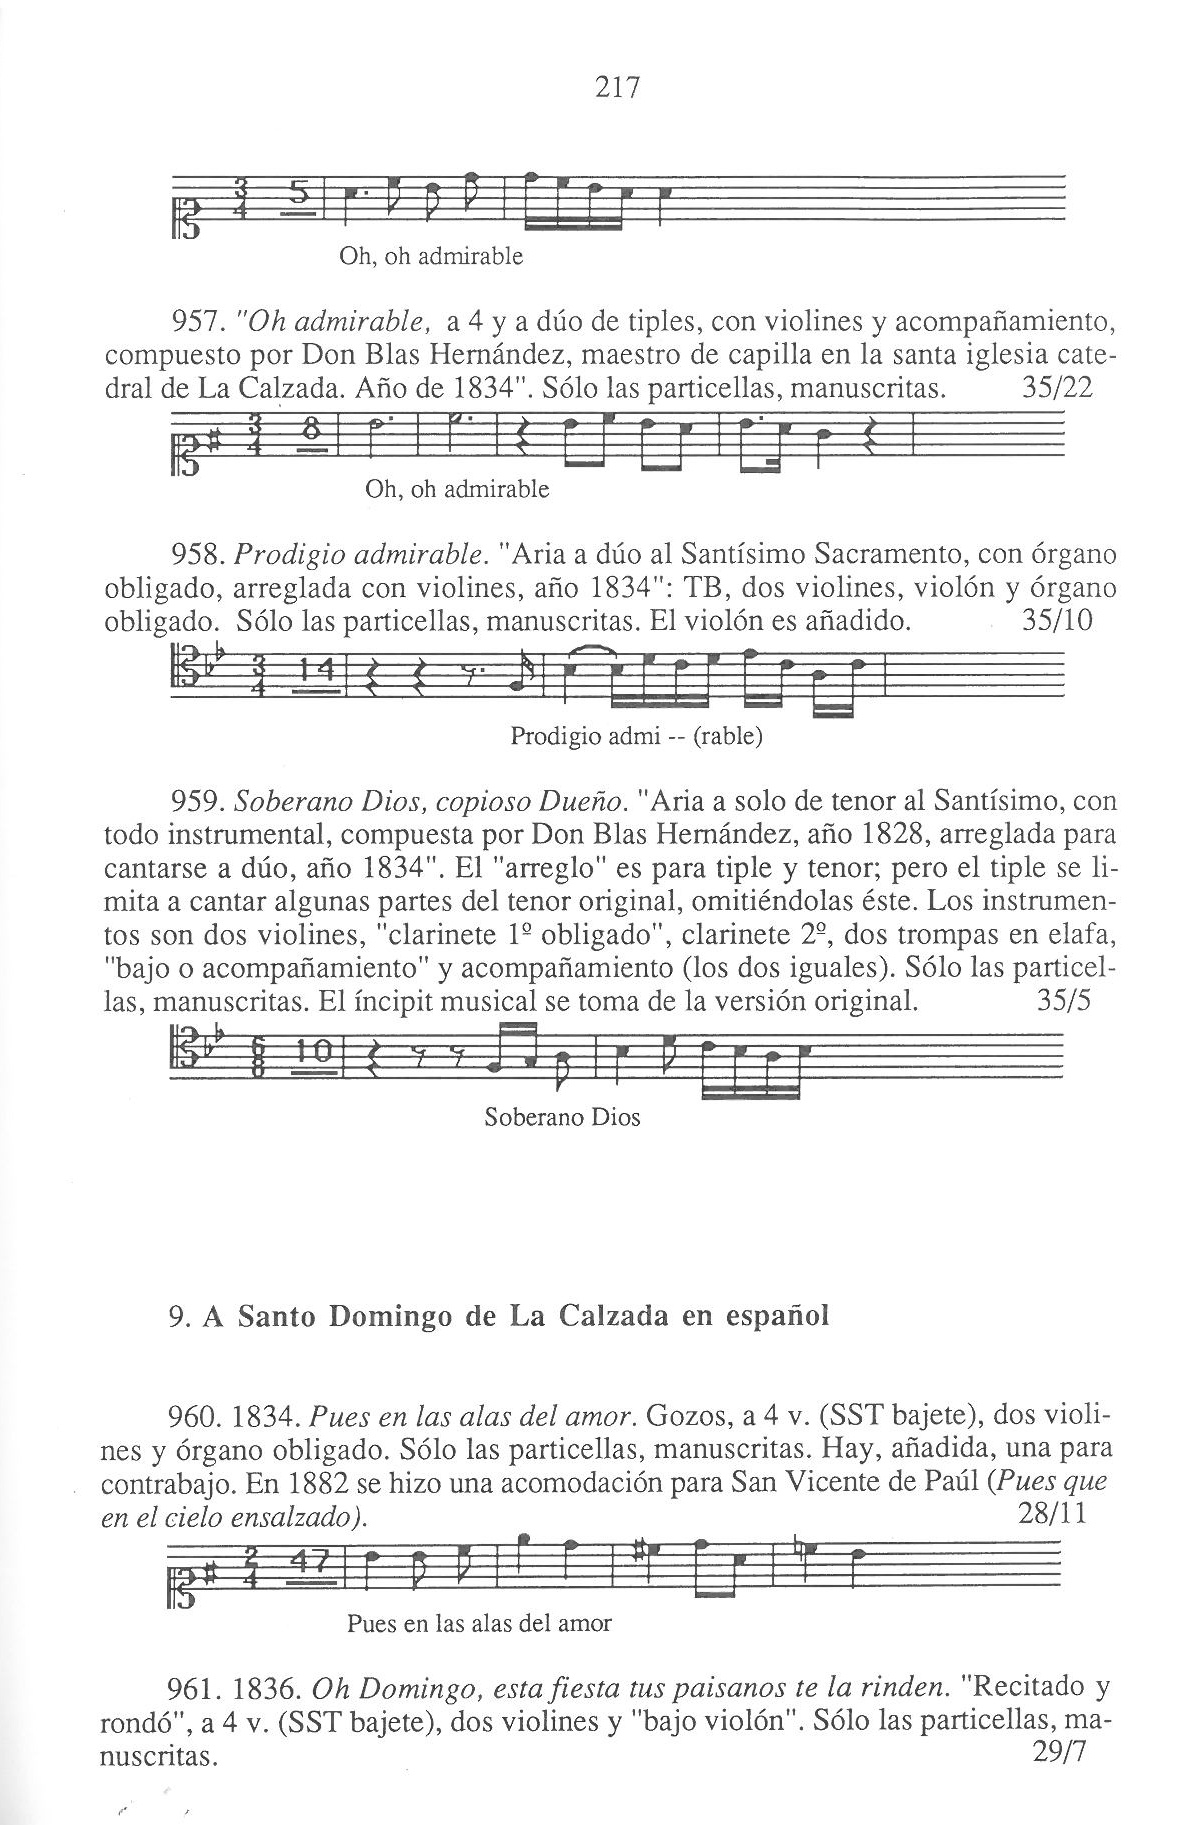 217
3
4
5
Oh, oh admirable
957. "Oh admirable, a 4 y a dúo de tiples, con violines y acompañamiento,
compuesto por Don Blas Hernández, maestro de capilla en la santa iglesia cate-
dral de La Calzada. Año de 1834". Sólo las particellas, manuscritas. 35/22
3
4
8
Oh, oh admirable
958. Prodigio admirable. "Aria a dúo al Santísimo Sacramento, con órgano
obligado, arreglada con violines, año 1834": TB, dos violines, violón y órgano
obligado. Sólo las particellas, manuscritas. El violón es añadido. 35/10
3
4
14
Prodigio admi -- (rable)
959. Soberano Dios, copioso Dueño. "Aria a solo de tenor al Santísimo, con
todo instrumental, compuesta por Don Blas Hernández, año 1828, arreglada para
cantarse a dúo, año 1834". El "arreglo" es para tiple y tenor; pero el tiple se li-
mita a cantar algunas partes del tenor original, omitiéndolas éste. Los instrumen-
tos son dos violines, "clarinete 1º obligado", clarinete 2º, dos trompas en elafa,
"bajo o acompañamiento" y acompañamiento (los dos iguales). Sólo las particel-
las, manuscritas. El íncipit musical se toma de la versión original. 35/5
6
8
10
Soberano Dios
9. A Santo Domingo de La Calzada en español
960. 1834. Pues en las alas del amor. Gozos, a 4 v. (SST bajete), dos violi-
nes y órgano obligado. Sólo las particellas, manuscritas. Hay, añadida, una para
contrabajo. En 1882 se hizo una acomodación para San Vicente de Paúl (Pues que
en el cielo ensalzado). 28/11
2
4
47
Pues en las alas del amor
961. 1836. Oh Domingo, esta fiesta tus paisanos te la rinden. "Recitado y
rondó", a 4 v. (SST bajete), dos violines y "bajo violón". Sólo las particellas, ma-
nuscritas. 29/7